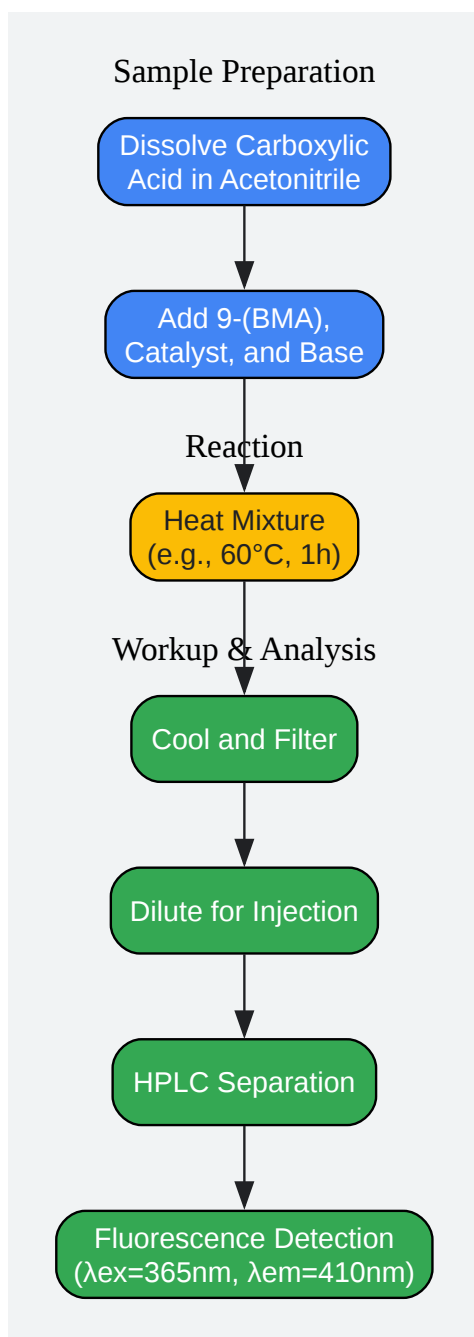 Sample Preparation
Dissolve Carboxylic
Acid in Acetonitrile
Add 9-(BMA),
Catalyst, and Base
Reaction
Heat Mixture
(e.g., 60°C, 1h)
Workup & Analysis
Cool and Filter
Dilute for Injection
HPLC Separation
Fluorescence Detection
(λex=365nm, λem=410nm)